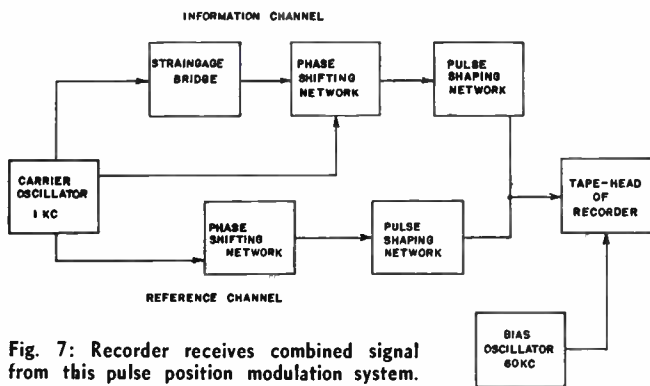 INFORMATION CHANNEL
STRAINGAGE
BRIDGE
PHASE
SHIFTING
NETWORK
PULSE
SHAPING
NETWORK
CARRIER
OSCILLATOR
1 KC
TAPE-HEAD
OF
RECORDER
PHASE
SHIFTING
NETWORK
PULSE
SHAPING
NETWORK
REFERENCE CHANNEL
BIAS
OSCILLATOR
60KC
Fig. 7: Recorder receives combined signal
from this pulse position modulation system.